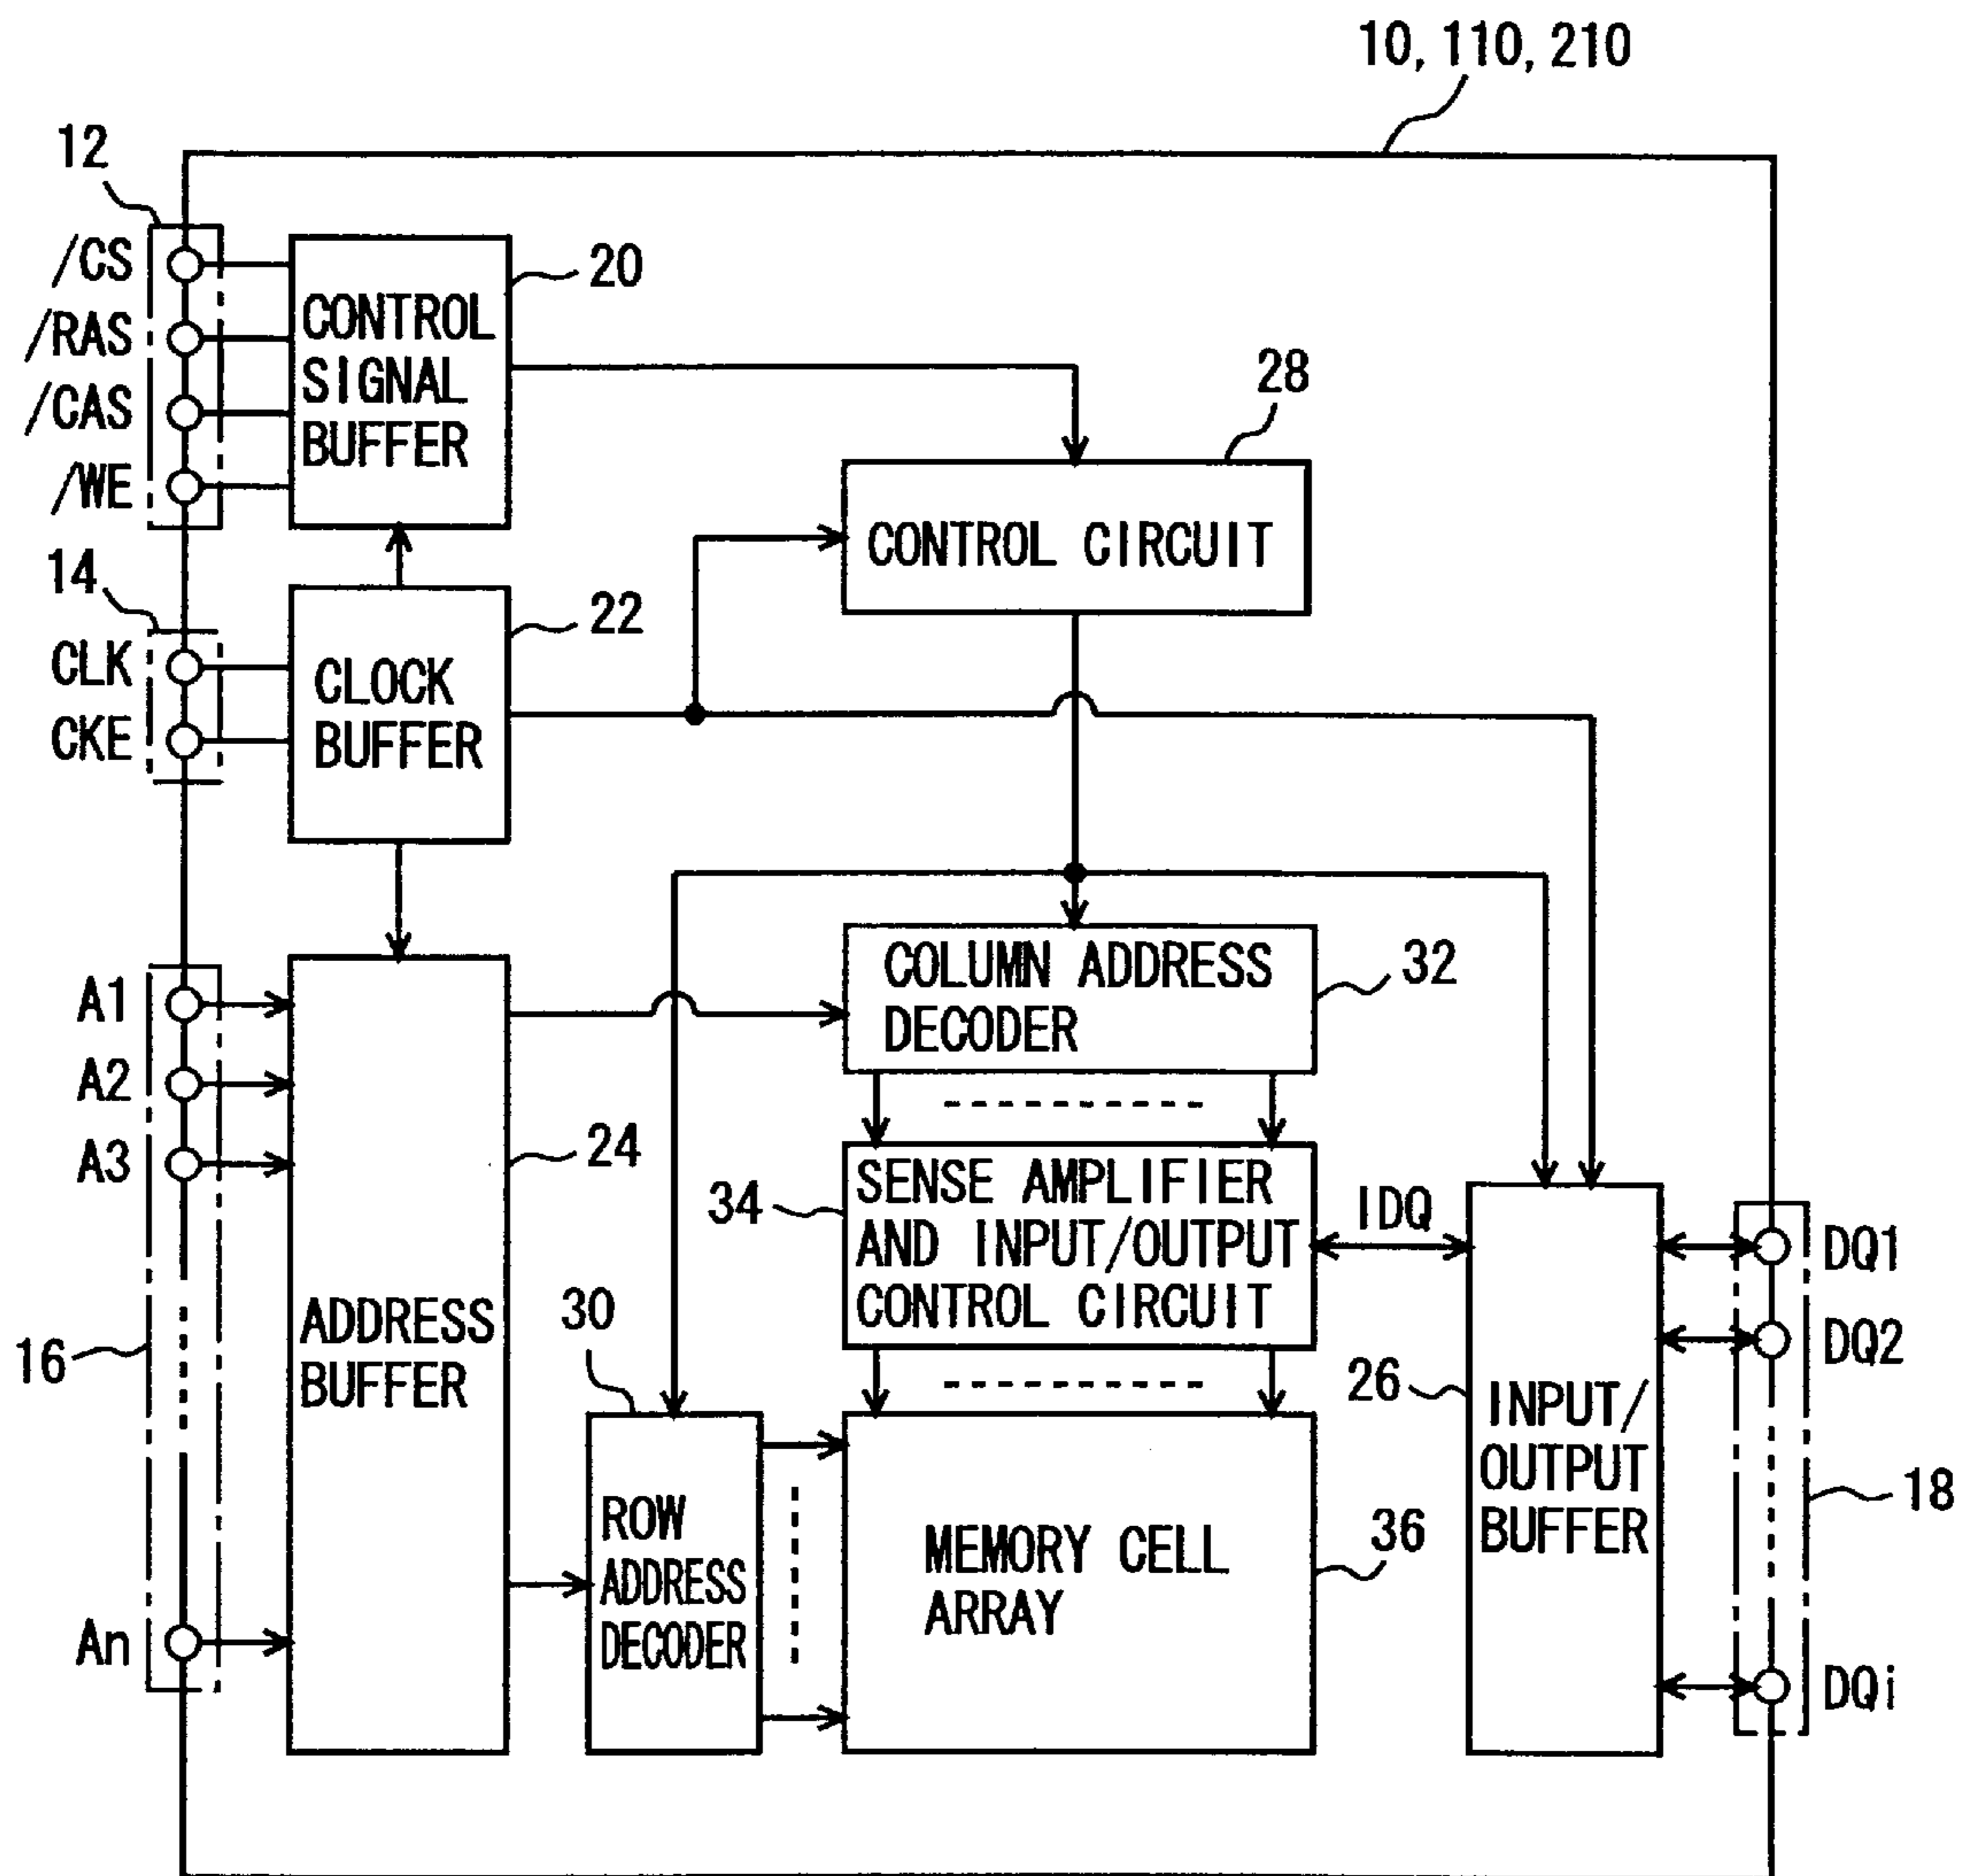 10, 110, 210
12
/CS
/RAS
/CAS
/WE
CONTROL
SIGNAL
BUFFER
20
28
CONTROL CIRCUIT
14
CLK
CKE
CLOCK
BUFFER
22
COLUMN ADDRESS
DECODER
32
A1
A2
A3
An
16
ADDRESS
BUFFER
24
34
SENSE AMPLIFIER
AND INPUT/OUTPUT
CONTROL CIRCUIT
IDQ
30
ROW
ADDRESS
DECODER
MEMORY CELL
ARRAY
36
26
INPUT/
OUTPUT
BUFFER
DQ1
DQ2
DQi
18